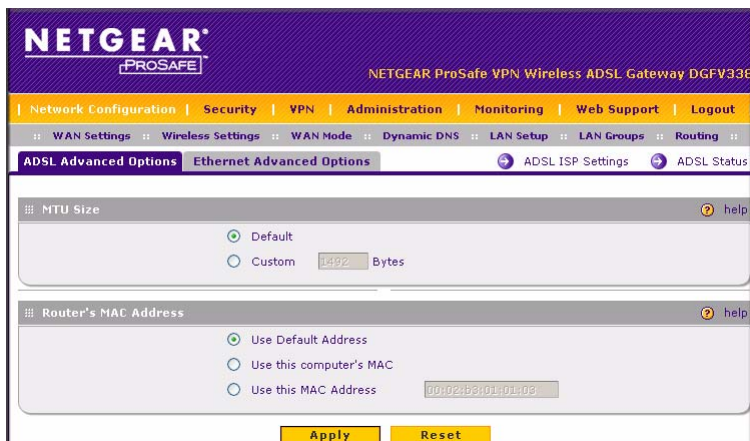 NETGEAR®
PROSAFE
NETGEAR ProSafe VPN Wireless ADSL Gateway DGFV338
| Network Configuration | Security | VPN | Administration | Monitoring | Web Support | Logout
:: WAN Settings :: Wireless Settings :: WAN Mode :: Dynamic DNS :: LAN Setup :: LAN Groups :: Routing ::
ADSL Advanced Options Ethernet Advanced Options ADSL ISP Settings ADSL Status
MTU Size help
Default
Custom 1492 Bytes
Router's MAC Address help
Use Default Address
Use this computer's MAC
Use this MAC Address 00:02:b3:01:01:03
Apply Reset